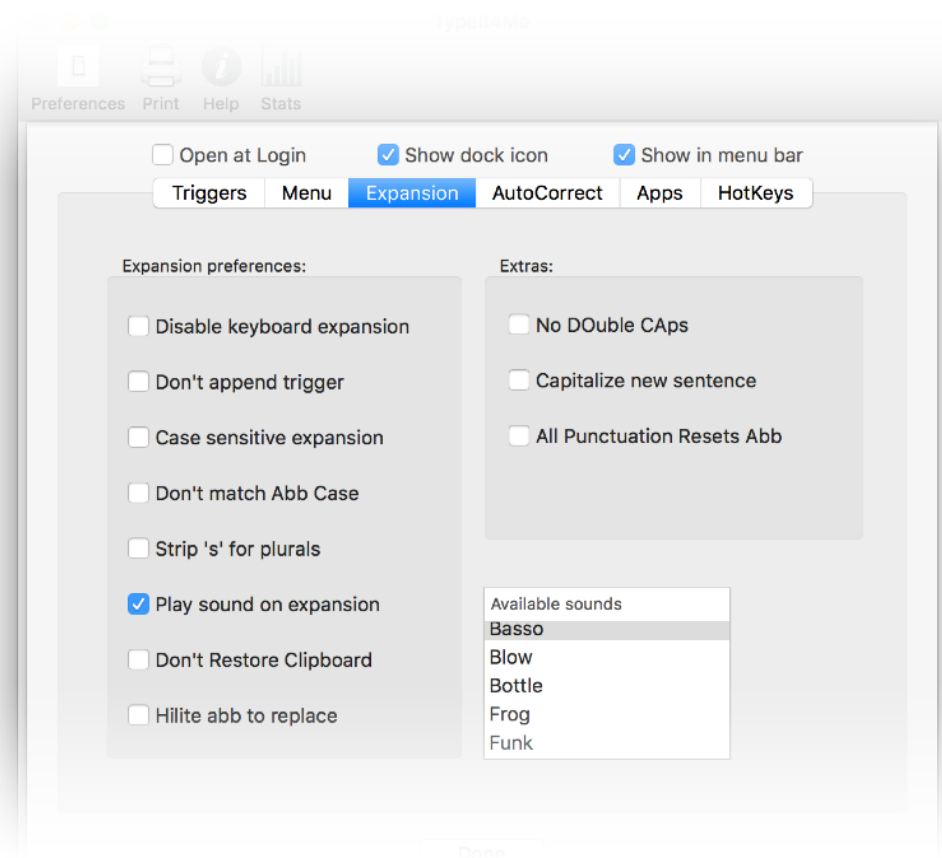 TypeIt4Me
Preferences Print Help Stats
Open at Login Show dock icon Show in menu bar
Triggers Menu Expansion AutoCorrect Apps HotKeys
Expansion preferences:
Disable keyboard expansion
Don't append trigger
Case sensitive expansion
Don't match Abb Case
Strip 's' for plurals
Play sound on expansion
Don't Restore Clipboard
Hilite abb to replace
Extras:
No DOuble CAps
Capitalize new sentence
All Punctuation Resets Abb
Available sounds
Basso
Blow
Bottle
Frog
Funk
Done